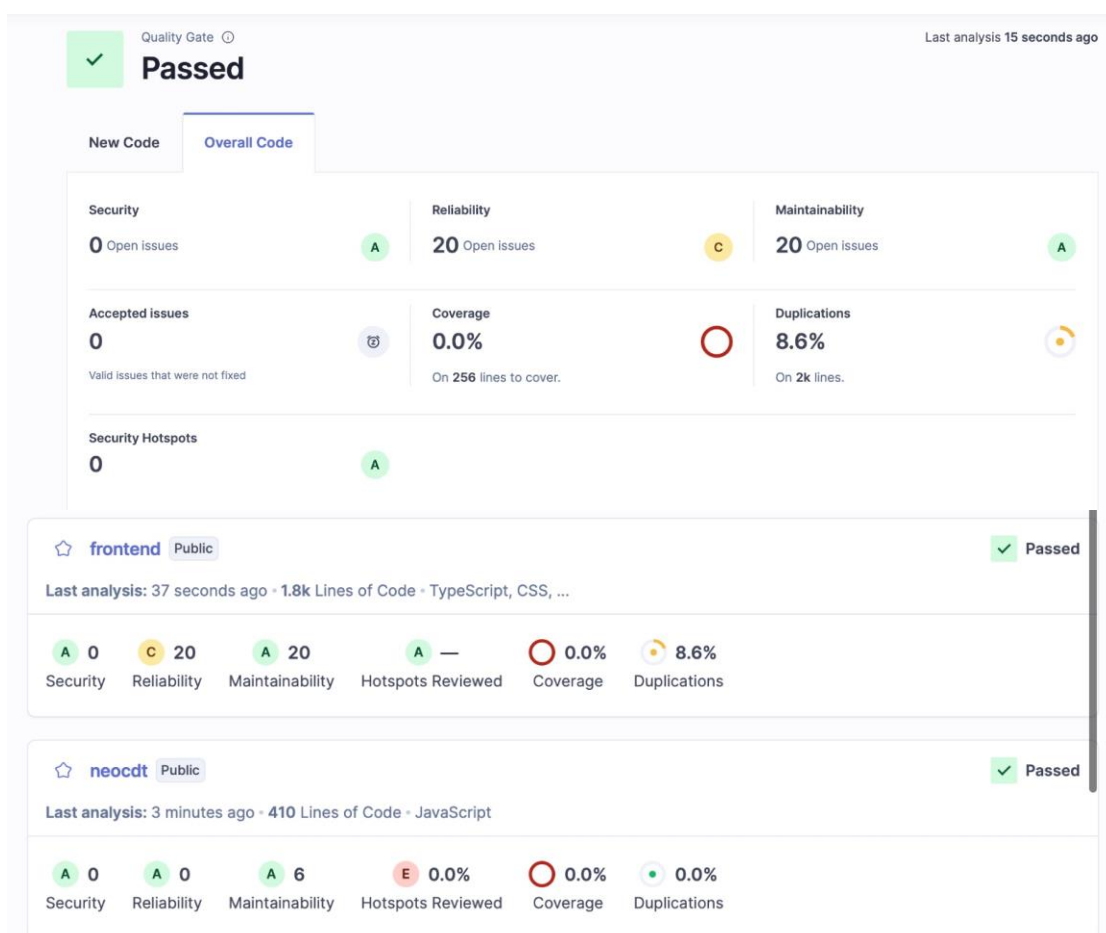 Quality Gate
Last analysis 15 seconds ago
Passed
New Code Overall Code
Security Reliability Maintainability
0 Open issues A 20 Open issues C 20 Open issues A
Accepted issues Coverage Duplications
0 0.0% 8.6%
Valid issues that were not fixed On 256 lines to cover. On 2k lines.
Security Hotspots
0 A
frontend Public Passed
Last analysis: 37 seconds ago • 1.8k Lines of Code • TypeScript, CSS, ...
A 0 C 20 A 20 A — 0.0% 8.6%
Security Reliability Maintainability Hotspots Reviewed Coverage Duplications
neocdt Public Passed
Last analysis: 3 minutes ago • 410 Lines of Code • JavaScript
A 0 A 0 A 6 E 0.0% 0.0% 0.0%
Security Reliability Maintainability Hotspots Reviewed Coverage Duplications